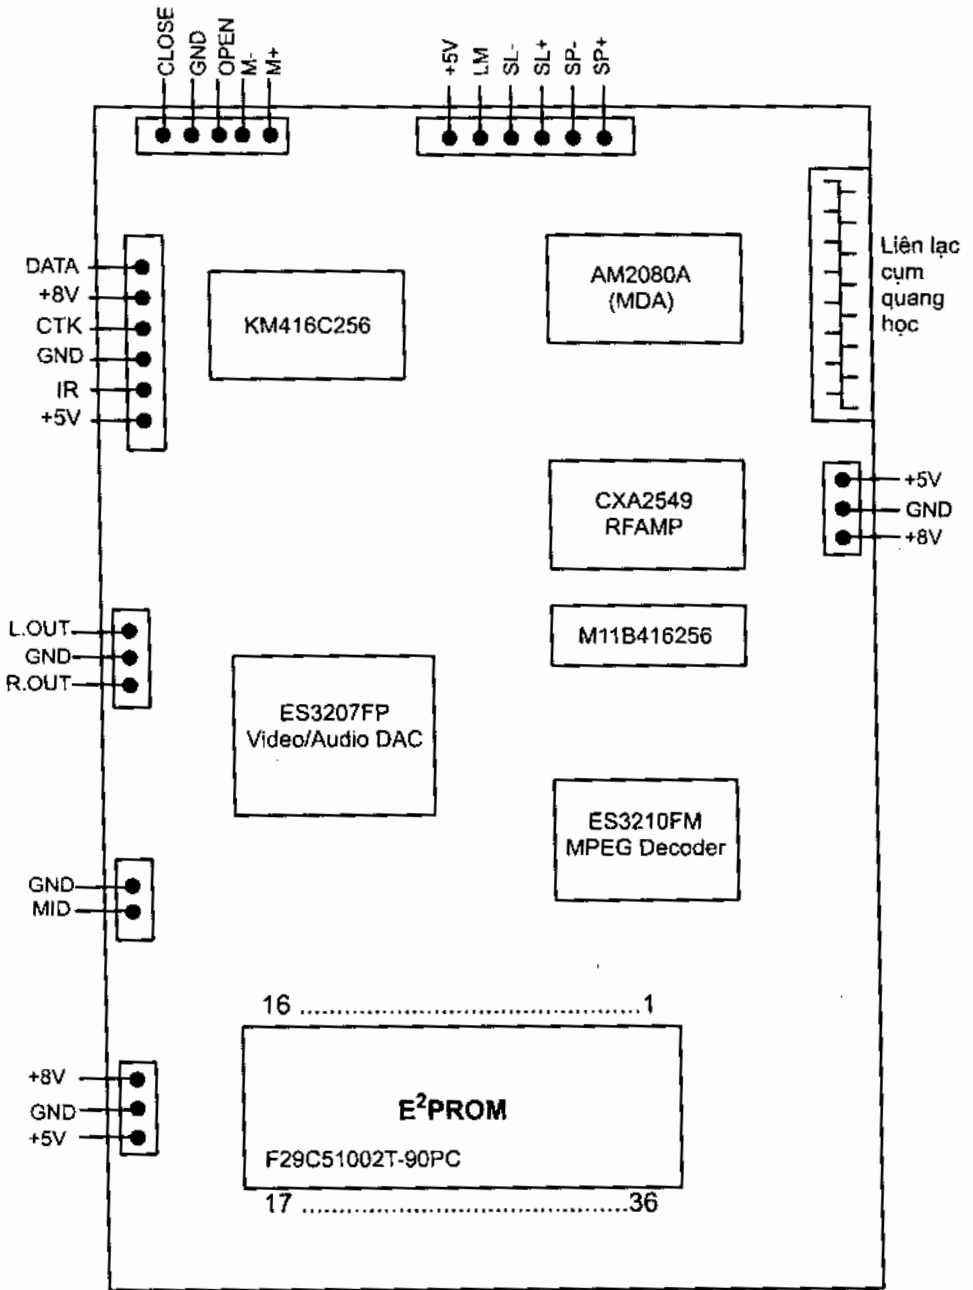 CLOSE
GND
OPEN
M-
M+
+5V
LM
SL-
SL+
SP-
SP+
DATA
+8V
CTK
GND
IR
+5V
KM416C256
AM2080A
(MDA)
Liên lạc
cụm
quang
học
CXA2549
RFAMP
+5V
GND
+8V
M11B416256
L.OUT
GND
R.OUT
ES3207FP
Video/Audio DAC
ES3210FM
MPEG Decoder
GND
MID
16 ........................................... 1
+8V
GND
+5V
E²PROM
F29C51002T-90PC
17 ........................................... 36